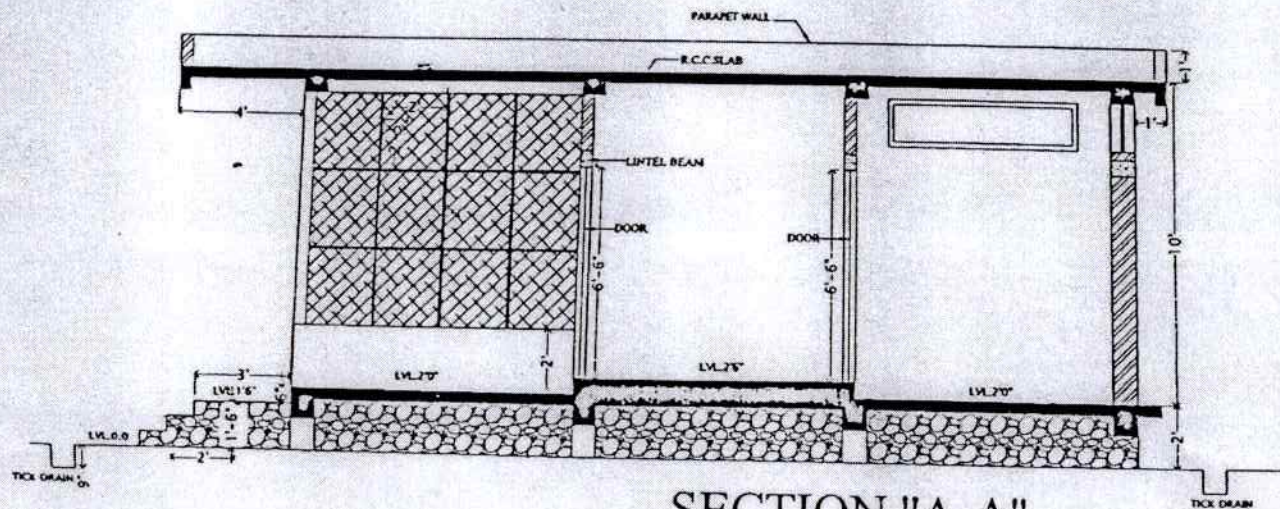 PARAPET WALL
R.C.C.SLAB
4'
1'
LINTEL BEAM
DOOR
DOOR
6'-6"
6'-6"
10'
3'
LVL:1'6"
6"
LVL.2'0"
2'
LVL.2'6"
LVL.2'0"
LVL.0.0
1'-6"
2'
2'
TICK DRAIN
6"
TICK DRAIN
SECTION "A-A"